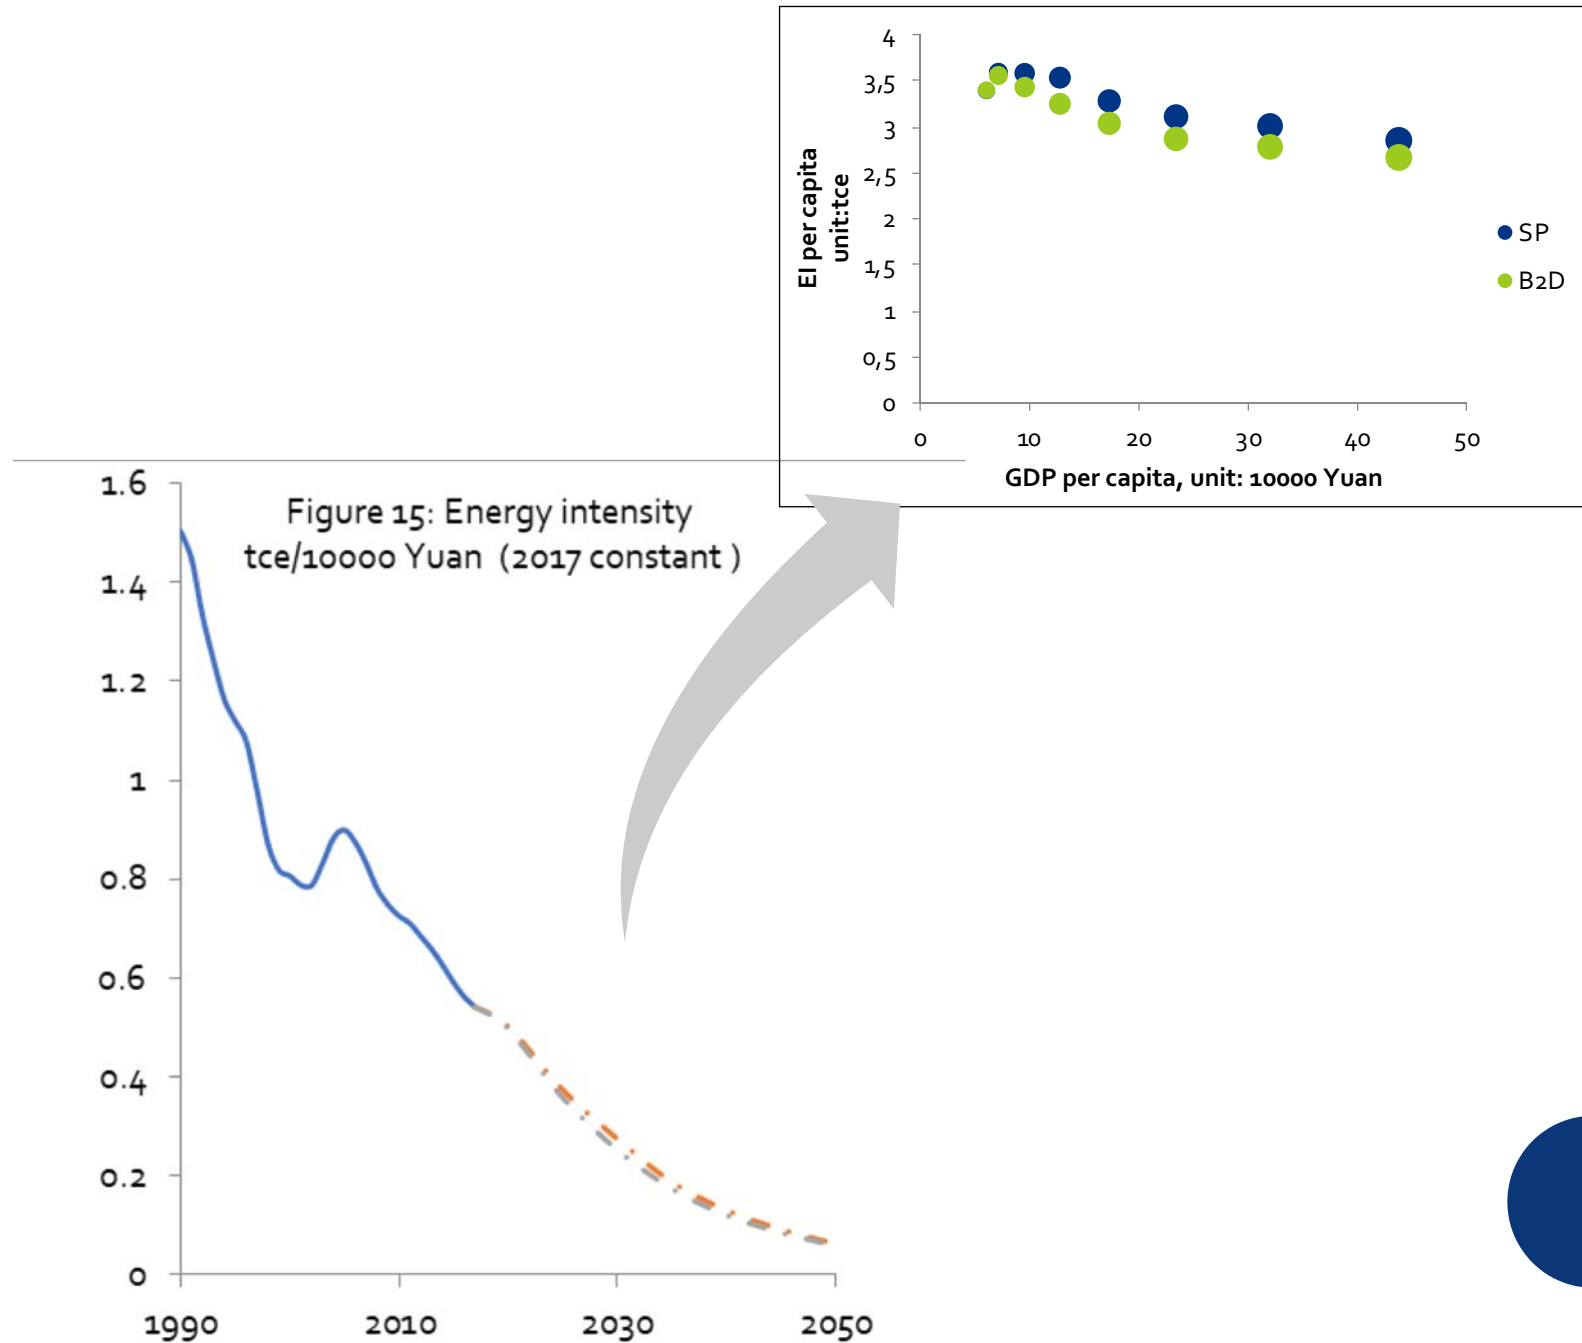 4
3,5
3
2,5
2
1,5
1
0,5
0
EI per capita
unit:tce
0 10 20 30 40 50
GDP per capita, unit: 10000 Yuan
SP
B2D
Figure 15: Energy intensity
tce/10000 Yuan (2017 constant )
1.6
1.4
1.2
1
0.8
0.6
0.4
0.2
0
1990 2010 2030 2050